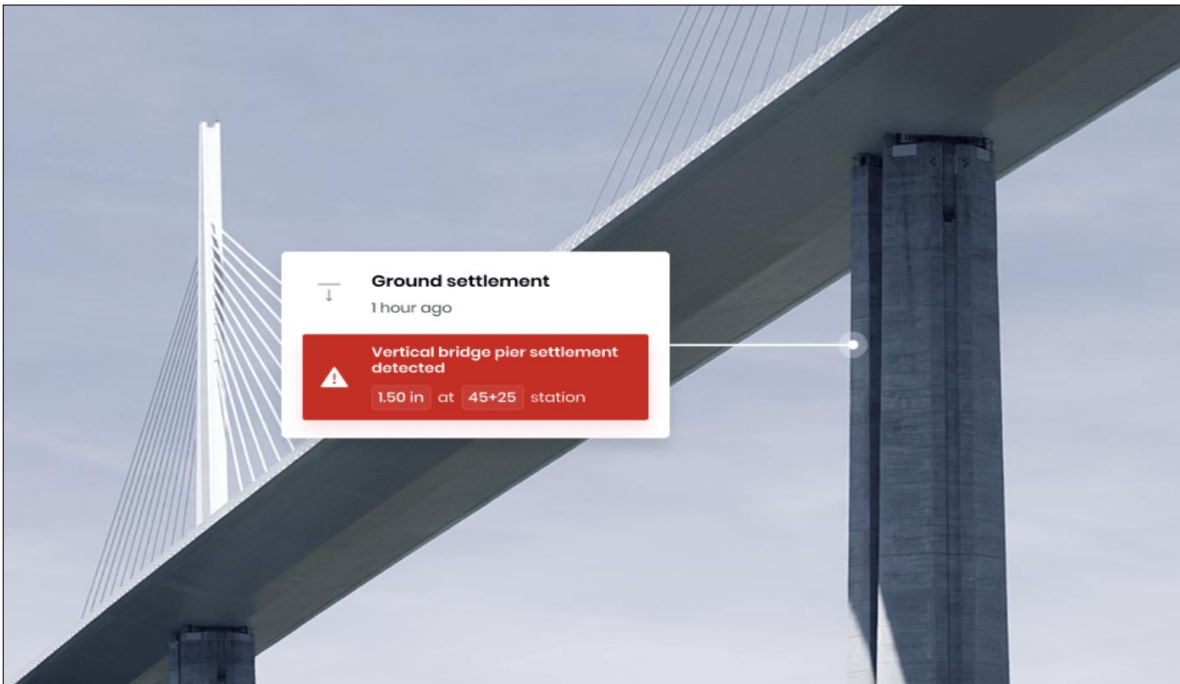 Ground settlement
1 hour ago
Vertical bridge pier settlement
detected
1.50 in at 45+25 station